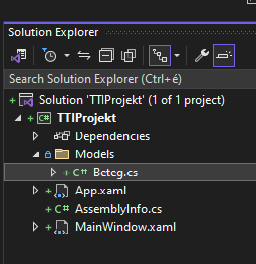 Solution Explorer
Search Solution Explorer (Ctrl+é)
Solution 'TTIProjekt' (1 of 1 project)
C# TTIProjekt
Dependencies
Models
C# Beteg.cs
App.xaml
C# AssemblyInfo.cs
MainWindow.xaml